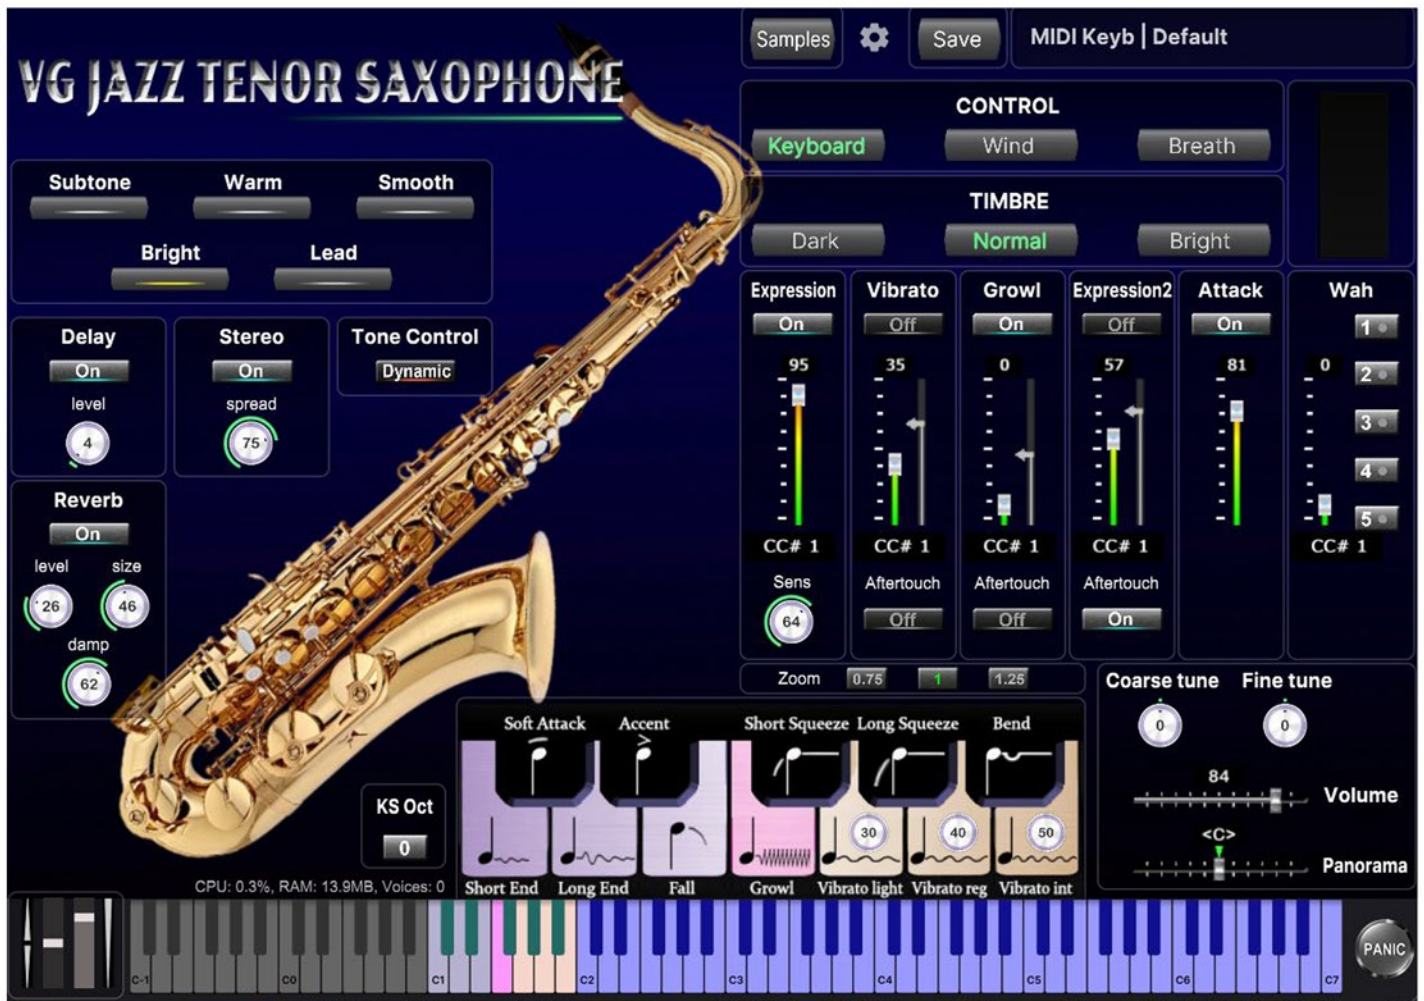 VG JAZZ TENOR SAXOPHONE
Samples Save MIDI Keyb | Default
CONTROL
Keyboard Wind Breath
TIMBRE
Dark Normal Bright
Subtone Warm Smooth
Bright Lead
Delay
On
level
4
Stereo
On
spread
75
Tone Control
Dynamic
Reverb
On
level size
26 46
damp
62
Expression
On
95
CC# 1
Sens
64
Vibrato
Off
35
CC# 1
Aftertouch
Off
Growl
On
0
CC# 1
Aftertouch
Off
Expression2
Off
57
CC# 1
Aftertouch
On
Attack
On
81
Wah
0
1
2
3
4
5
CC# 1
Zoom 0.75 1 1.25
Coarse tune Fine tune
0 0
84
Volume
<C>
Panorama
KS Oct
0
Soft Attack Accent Short Squeeze Long Squeeze Bend
30 40 50
Short End Long End Fall Growl Vibrato light Vibrato reg Vibrato int
CPU: 0.3%, RAM: 13.9MB, Voices: 0
C-1 C0 C1 C2 C3 C4 C5 C6 C7
PANIC